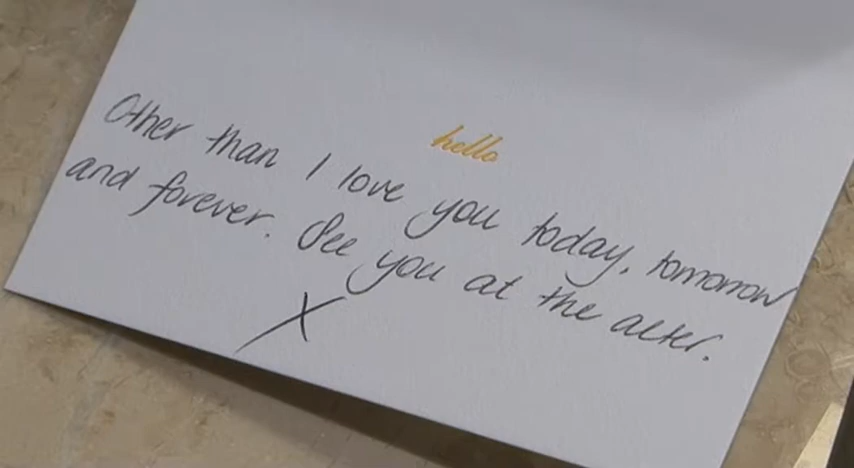 hello
Other than I love you today, tomorrow
and forever. See you at the alter.
X